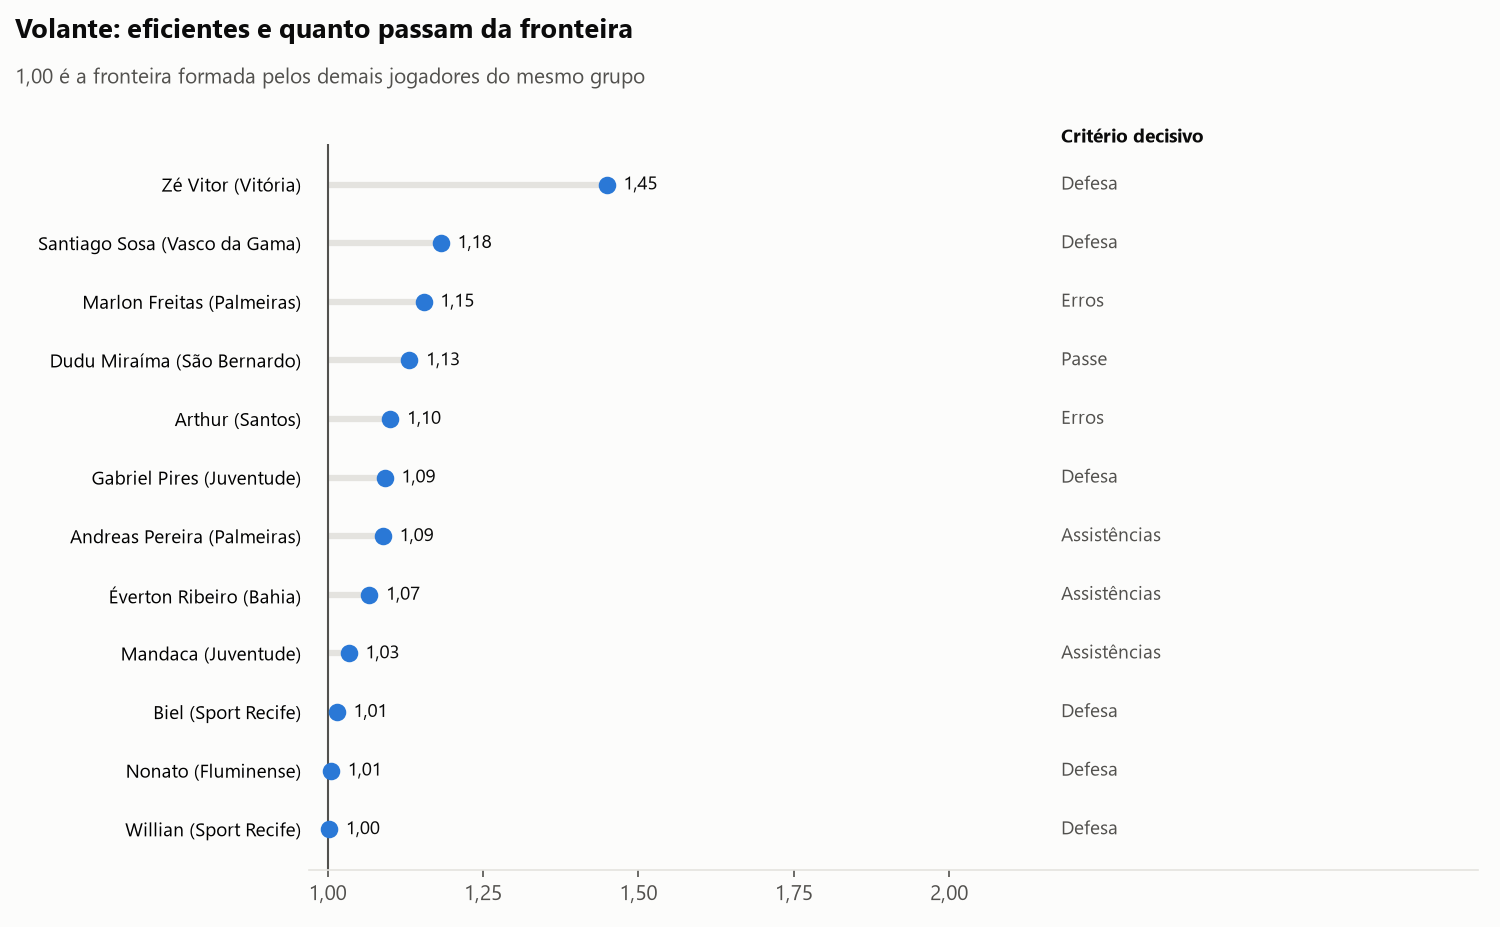 Volante: eficientes e quanto passam da fronteira
1,00 é a fronteira formada pelos demais jogadores do mesmo grupo
Critério decisivo
Zé Vitor (Vitória) 1,45 Defesa
Santiago Sosa (Vasco da Gama) 1,18 Defesa
Marlon Freitas (Palmeiras) 1,15 Erros
Dudu Miraíma (São Bernardo) 1,13 Passe
Arthur (Santos) 1,10 Erros
Gabriel Pires (Juventude) 1,09 Defesa
Andreas Pereira (Palmeiras) 1,09 Assistências
Éverton Ribeiro (Bahia) 1,07 Assistências
Mandaca (Juventude) 1,03 Assistências
Biel (Sport Recife) 1,01 Defesa
Nonato (Fluminense) 1,01 Defesa
Willian (Sport Recife) 1,00 Defesa
1,00 1,25 1,50 1,75 2,00